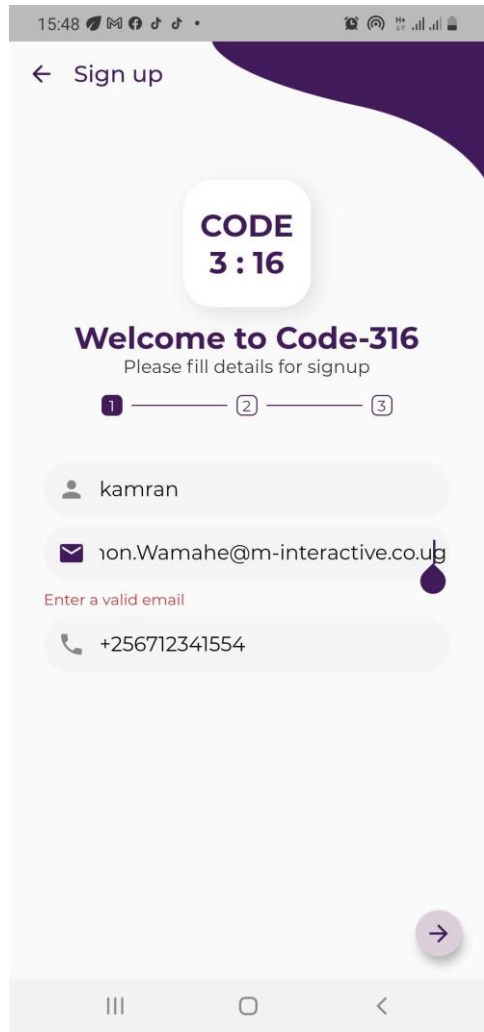 15:48
Sign up
CODE
3 : 16
Welcome to Code-316
Please fill details for signup
1 2 3
kamran
non.Wamahe@m-interactive.co.ug
Enter a valid email
+256712341554